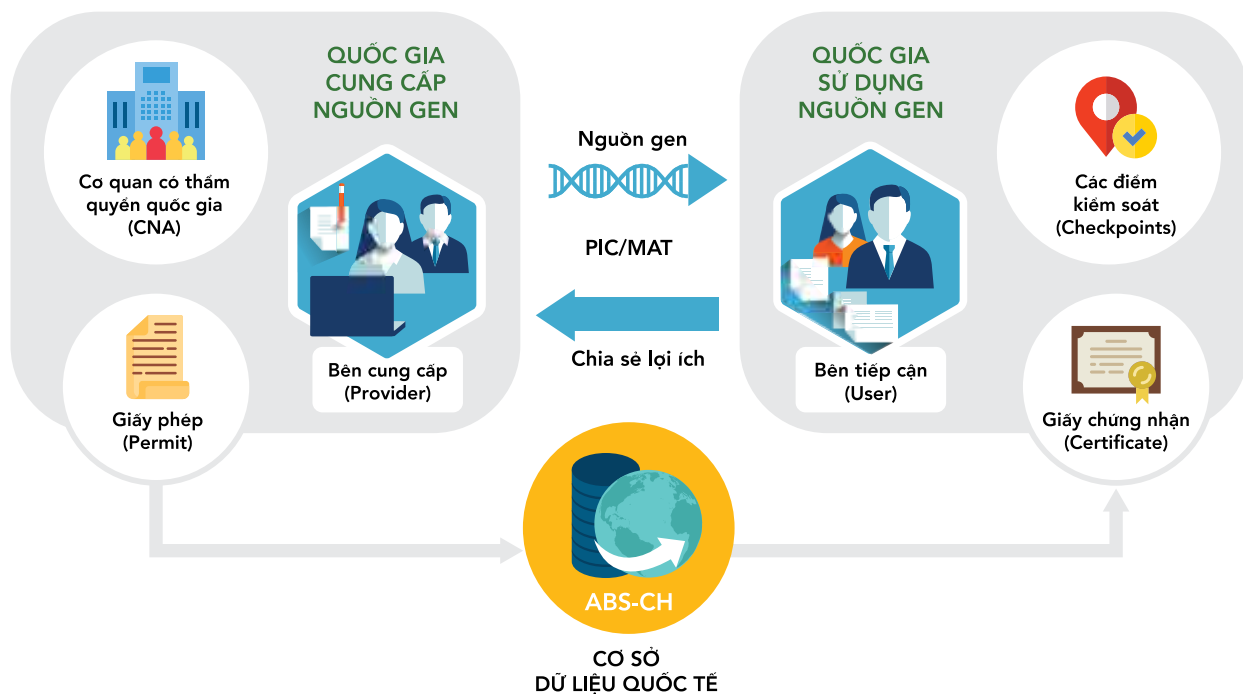 QUỐC GIA
CUNG CẤP
NGUỒN GEN
Cơ quan có thẩm
quyền quốc gia
(CNA)
Giấy phép
(Permit)
Bên cung cấp
(Provider)
Nguồn gen
PIC/MAT
Chia sẻ lợi ích
QUỐC GIA
SỬ DỤNG
NGUỒN GEN
Bên tiếp cận
(User)
Các điểm
kiểm soát
(Checkpoints)
Giấy chứng nhận
(Certificate)
ABS-CH
CƠ SỞ
DỮ LIỆU QUỐC TẾ